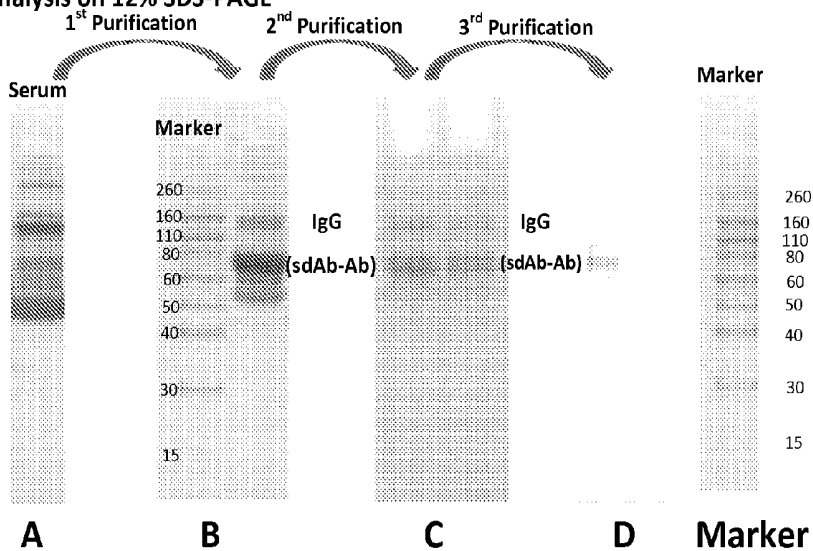 analysis on 12% SDS-PAGE
1st Purification
2nd Purification
3rd Purification
Serum
Marker
Marker
260
160
110
80
60
50
40
30
15
IgG
(sdAb-Ab)
IgG
(sdAb-Ab)
260
160
110
80
60
50
40
30
15
A
B
C
D
Marker